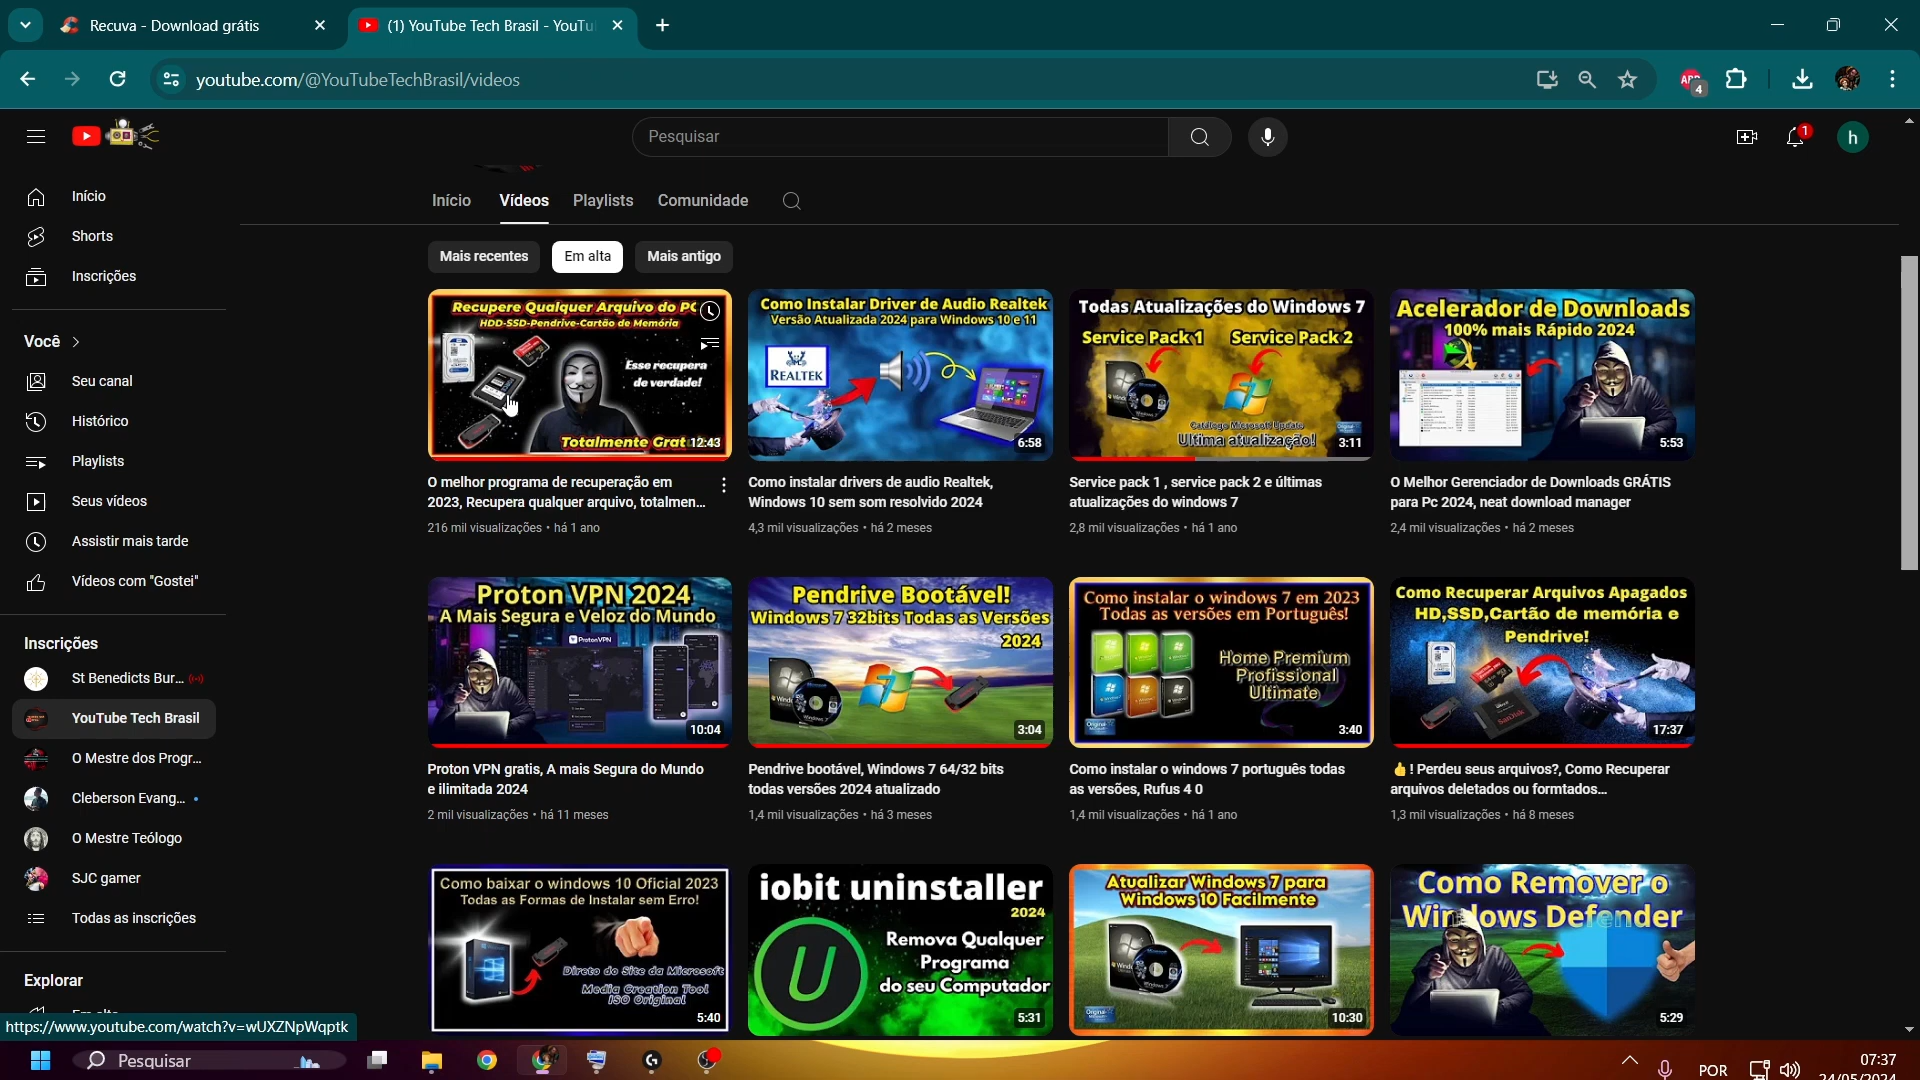 Recuva - Download grátis
(1) YouTube Tech Brasil - YouTu
youtube.com/@YouTubeTechBrasil/videos
ABP
4
Pesquisar
1
h
Início
Vídeos
Playlists
Comunidade
Mais recentes
Em alta
Mais antigo
Início
Shorts
Inscrições
Você
Seu canal
Histórico
Playlists
Seus vídeos
Assistir mais tarde
Vídeos com "Gostei"
Inscrições
St Benedicts Bur...
YouTube Tech Brasil
O Mestre dos Progr...
Cleberson Evang...
O Mestre Teólogo
SJC gamer
Todas as inscrições
Explorar
Recupere Qualquer Arquivo do PC
HDD-SSD-Pendrive-Cartão de Memória
Esse recupera
de verdade!
Totalmente Grat
12:43
O melhor programa de recuperação em
2023, Recupera qualquer arquivo, totalmen...
216 mil visualizações • há 1 ano
Como Instalar Driver de Audio Realtek
Versão Atualizada 2024 para Windows 10 e 11
REALTEK
6:58
Como instalar drivers de audio Realtek,
Windows 10 sem som resolvido 2024
4,3 mil visualizações • há 2 meses
Todas Atualizações do Windows 7
Service Pack 1
Service Pack 2
Catálogo Microsoft Update
Ultima atualização!
3:11
Service pack 1 , service pack 2 e últimas
atualizações do windows 7
2,8 mil visualizações • há 1 ano
Acelerador de Downloads
100% mais Rápido 2024
5:53
O Melhor Gerenciador de Downloads GRÁTIS
para Pc 2024, neat download manager
2,4 mil visualizações • há 2 meses
Proton VPN 2024
A Mais Segura e Veloz do Mundo
ProtonVPN
10:04
Proton VPN gratis, A mais Segura do Mundo
e ilimitada 2024
2 mil visualizações • há 11 meses
Pendrive Bootável!
Windows 7 32bits Todas as Versões
2024
3:04
Pendrive bootável, Windows 7 64/32 bits
todas versões 2024 atualizado
1,4 mil visualizações • há 3 meses
Como instalar o windows 7 em 2023
Todas as versões em Português!
Home Premium
Profissional
Ultimate
3:40
Como instalar o windows 7 português todas
as versões, Rufus 4 0
1,4 mil visualizações • há 1 ano
Como Recuperar Arquivos Apagados
HD,SSD,Cartão de memória e
Pendrive!
SanDisk
17:37
👍 ! Perdeu seus arquivos?, Como Recuperar
arquivos deletados ou formtados...
1,3 mil visualizações • há 8 meses
Como baixar o windows 10 Oficial 2023
Todas as Formas de Instalar sem Erro!
Direto do Site da Microsoft
Media Creation Tool
ISO Original
5:40
iobit uninstaller
2024
Remova Qualquer
Programa
do seu Computador
5:31
Atualizar Windows 7 para
Windows 10 Facilmente
10:30
Como Remover o
Windows Defender
5:29
https://www.youtube.com/watch?v=wUXZNpWqptk
Pesquisar
POR
07:37
24/05/2024